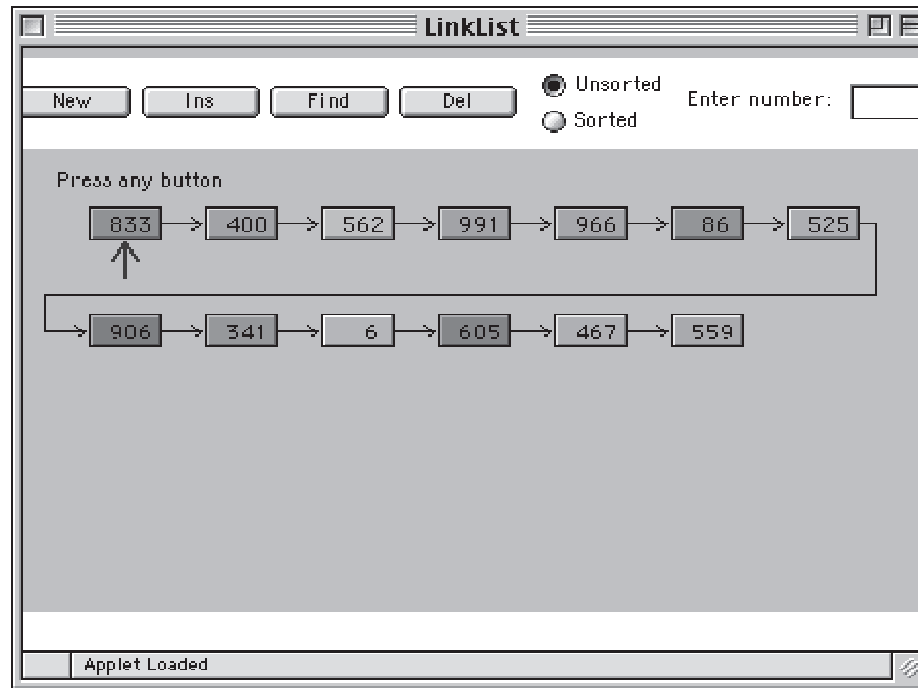 LinkList
New Ins Find Del
Unsorted
Sorted
Enter number:
Press any button
833 400 562 991 966 86 525
906 341 6 605 467 559
Applet Loaded